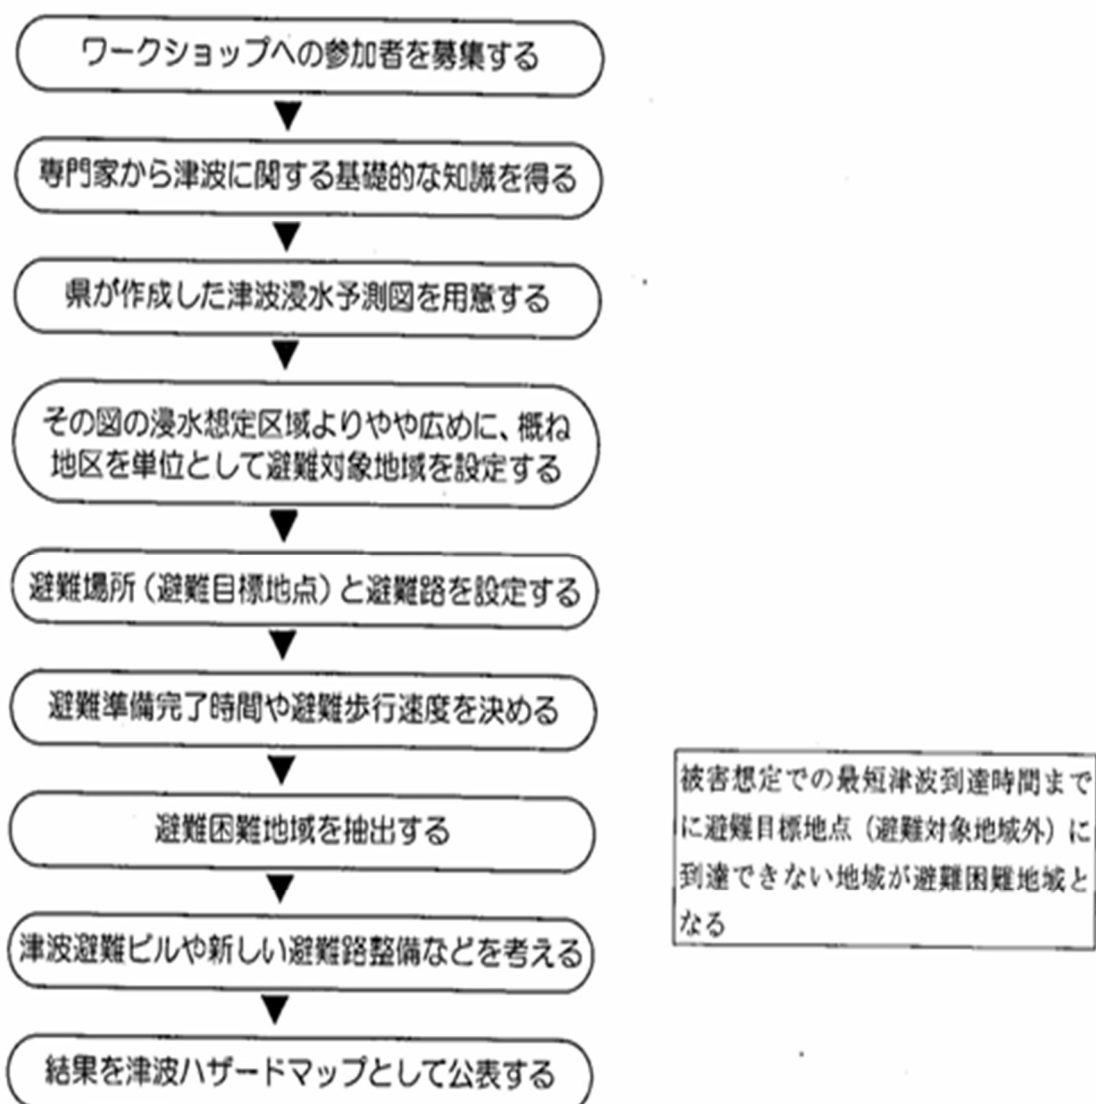 ワークショップへの参加者を募集する
専門家から津波に関する基礎的な知識を得る
県が作成した津波浸水予測図を用意する
その図の浸水想定区域よりやや広めに、概ね
地区を単位として避難対象地域を設定する
避難場所（避難目標地点）と避難路を設定する
避難準備完了時間や避難歩行速度を決める
避難困難地域を抽出する
被害想定での最短津波到達時間まで
に避難目標地点（避難対象地域外）に
到達できない地域が避難困難地域と
なる
津波避難ビルや新しい避難路整備などを考える
結果を津波ハザードマップとして公表する